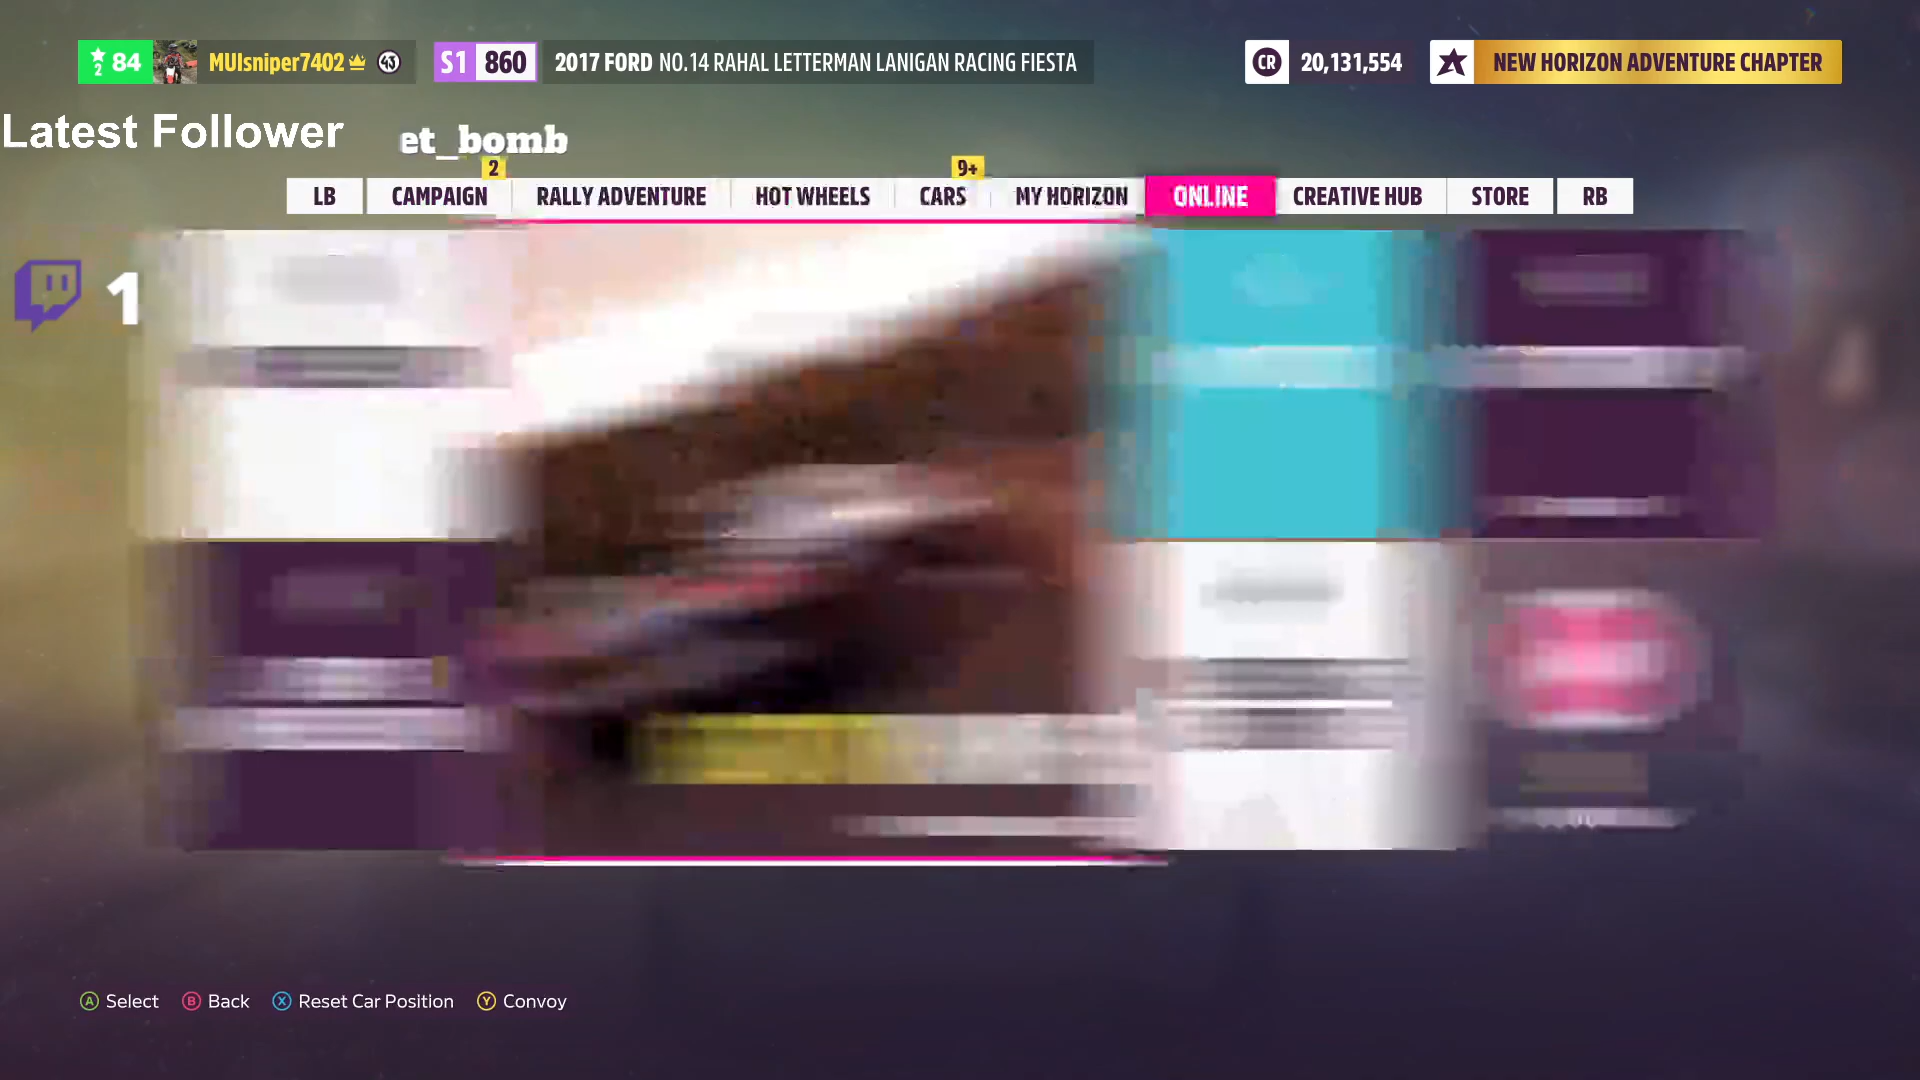 2 84 MUIsniper7402 43 S1 860 2017 FORD NO.14 RAHAL LETTERMAN LANIGAN RACING FIESTA CR 20,131,554 NEW HORIZON ADVENTURE CHAPTER
Latest Follower et_bomb
2 9+
LB CAMPAIGN RALLY ADVENTURE HOT WHEELS CARS MY HORIZON ONLINE CREATIVE HUB STORE RB
1
A Select B Back X Reset Car Position Y Convoy